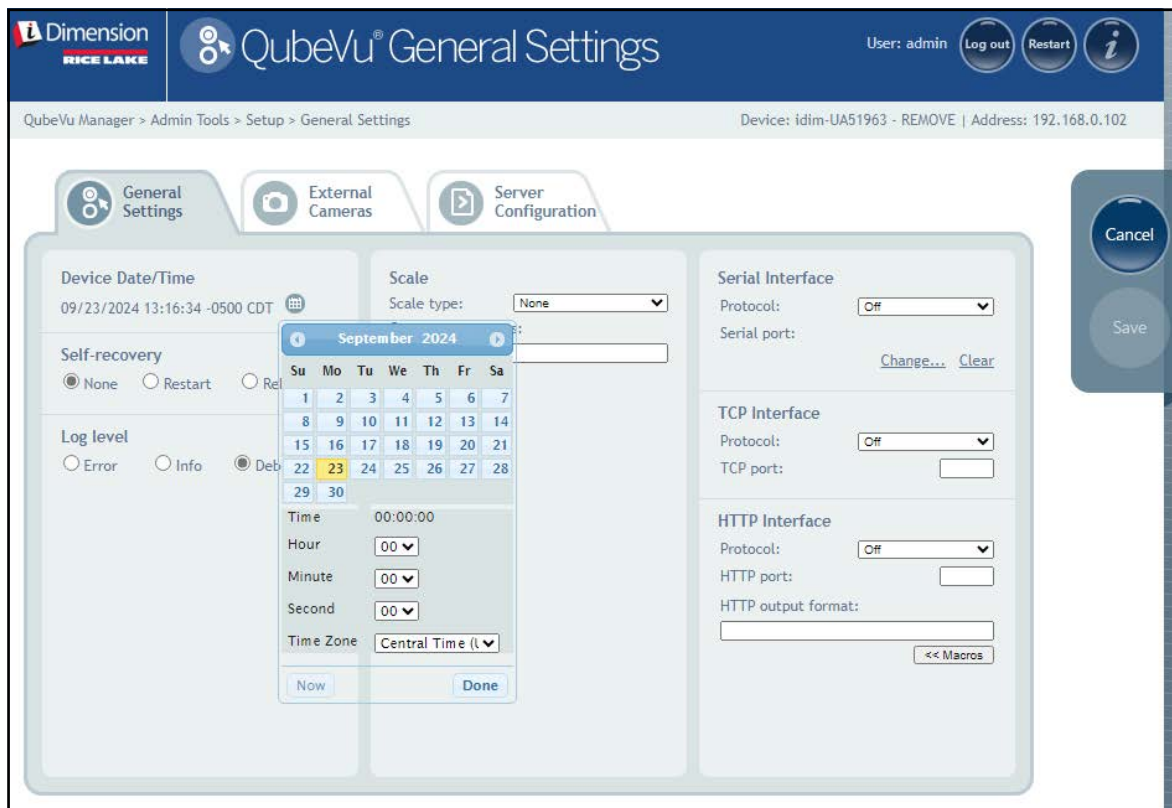 iDimension
RICE LAKE
QubeVu® General Settings
User: admin
Log out
Restart
i
QubeVu Manager > Admin Tools > Setup > General Settings
Device: idim-UA51963 - REMOVE | Address: 192.168.0.102
General
Settings
External
Cameras
Server
Configuration
Cancel
Save
Device Date/Time
09/23/2024 13:16:34 -0500 CDT
Self-recovery
None Restart
Log level
Error Info
Scale
Scale type: None
September 2024
Su Mo Tu We Th Fr Sa
1 2 3 4 5 6 7
8 9 10 11 12 13 14
15 16 17 18 19 20 21
22 23 24 25 26 27 28
29 30
Time 00:00:00
Hour 00
Minute 00
Second 00
Time Zone Central Time (
Now Done
Serial Interface
Protocol: Off
Serial port:
Change... Clear
TCP Interface
Protocol: Off
TCP port:
HTTP Interface
Protocol: Off
HTTP port:
HTTP output format:
<< Macros